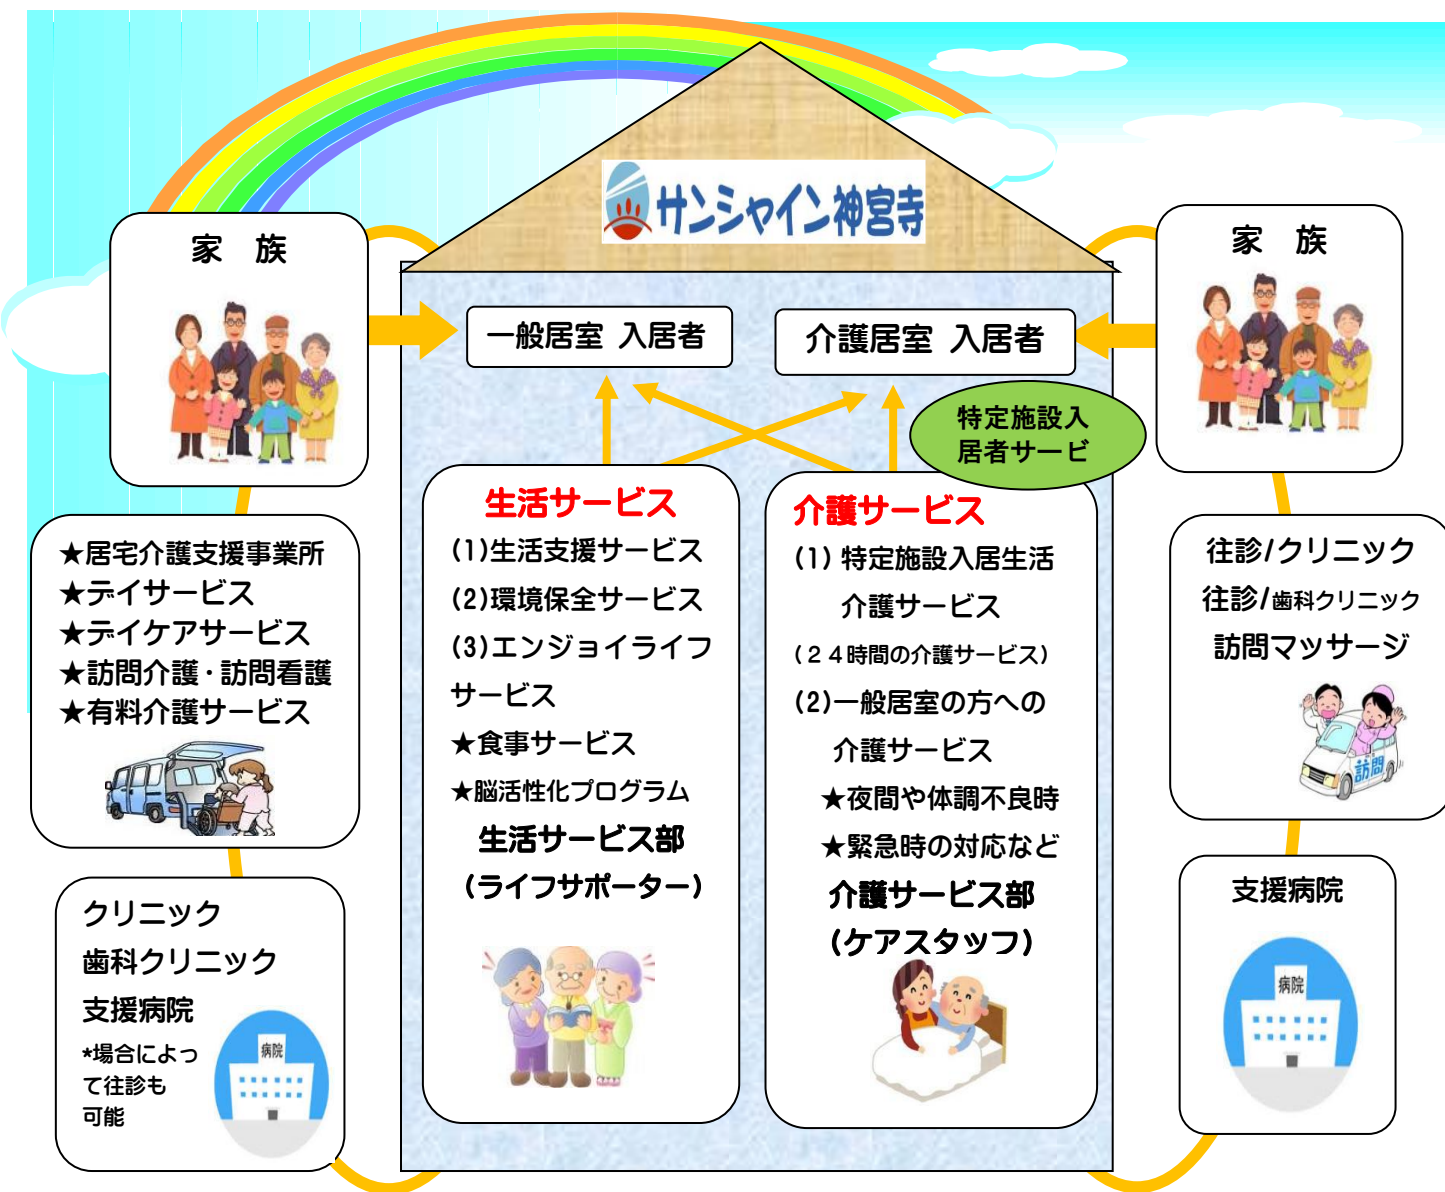 サンシャイン神宮寺
家 族
家 族
一般居室 入居者
介護居室 入居者
特定施設入
居者サービ
★居宅介護支援事業所
★デイサービス
★デイケアサービス
★訪問介護・訪問看護
★有料介護サービス
クリニック
歯科クリニック
支援病院
*場合によっ
て往診も
可能
病院
生活サービス
(1)生活支援サービス
(2)環境保全サービス
(3)エンジョイライフ
サービス
★食事サービス
★脳活性化プログラム
生活サービス部
(ライフサポーター)
介護サービス
(1) 特定施設入居生活
介護サービス
(24時間の介護サービス)
(2)一般居室の方への
介護サービス
★夜間や体調不良時
★緊急時の対応など
介護サービス部
(ケアスタッフ)
往診/クリニック
往診/歯科クリニック
訪問マッサージ
訪問
支援病院
病院